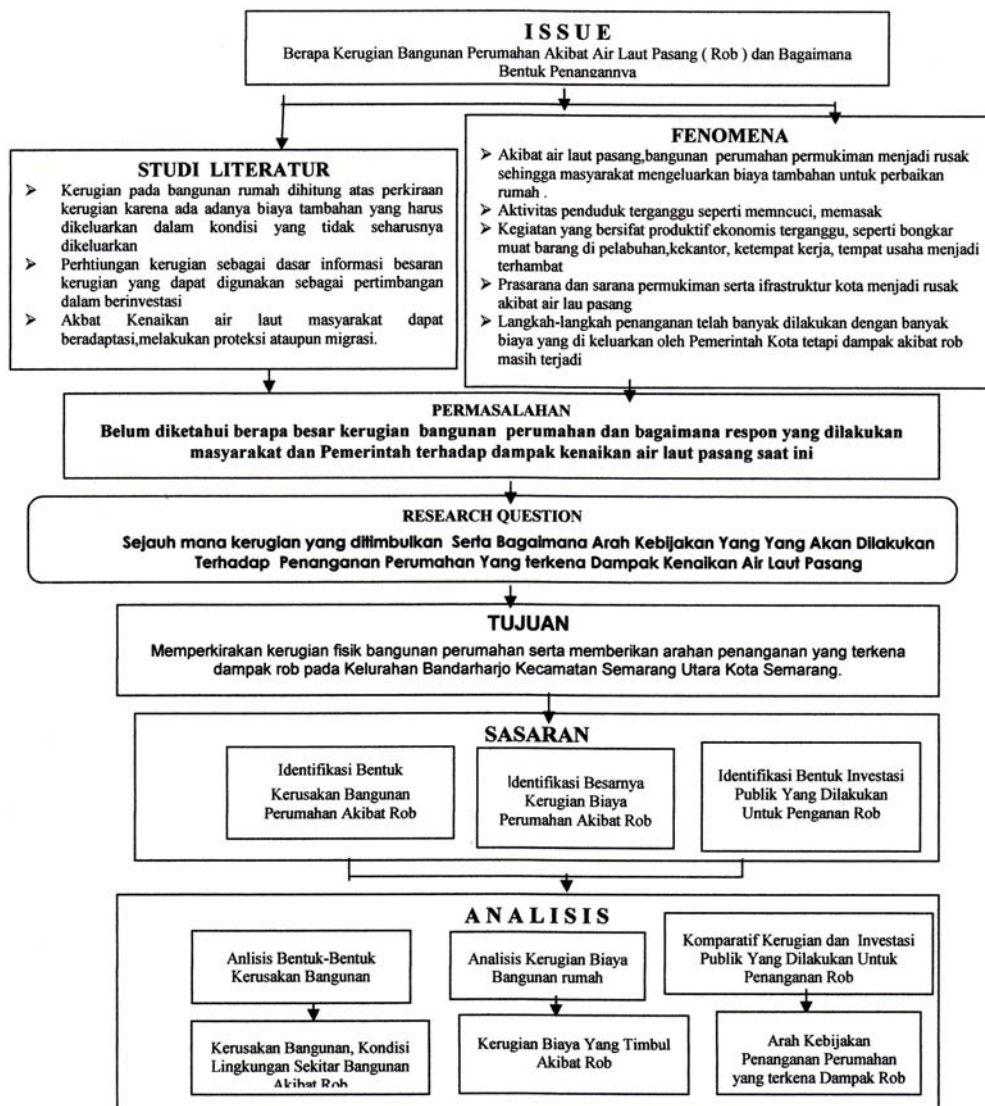 I S S U E
Berapa Kerugian Bangunan Perumahan Akibat Air Laut Pasang ( Rob ) dan Bagaimana
Bentuk Penangannya
STUDI LITERATUR
➢ Kerugian pada bangunan rumah dihitung atas perkiraan
kerugian karena ada adanya biaya tambahan yang harus
dikeluarkan dalam kondisi yang tidak seharusnya
dikeluarkan
➢ Perhtiungan kerugian sebagai dasar informasi besaran
kerugian yang dapat digunakan sebagai pertimbangan
dalam berinvestasi
➢ Akbat Kenaikan air laut masyarakat dapat
beradaptasi,melakukan proteksi ataupun migrasi.
FENOMENA
➢ Akibat air laut pasang,bangunan perumahan permukiman menjadi rusak
sehingga masyarakat mengeluarkan biaya tambahan untuk perbaikan
rumah .
➢ Aktivitas penduduk terganggu seperti memncuci, memasak
➢ Kegiatan yang bersifat produktif ekonomis terganggu, seperti bongkar
muat barang di pelabuhan,kekantor, ketempat kerja, tempat usaha menjadi
terhambat
➢ Prasarana dan sarana permukiman serta ifrastruktur kota menjadi rusak
akibat air lau pasang
➢ Langkah-langkah penanganan telah banyak dilakukan dengan banyak
biaya yang di keluarkan oleh Pemerintah Kota tetapi dampak akibat rob
masih terjadi
PERMASALAHAN
Belum diketahui berapa besar kerugian bangunan perumahan dan bagaimana respon yang dilakukan
masyarakat dan Pemerintah terhadap dampak kenaikan air laut pasang saat ini
RESEARCH QUESTION
Sejauh mana kerugian yang ditimbulkan Serta Bagaimana Arah Kebijakan Yang Yang Akan Dilakukan
Terhadap Penanganan Perumahan Yang terkena Dampak Kenaikan Air Laut Pasang
TUJUAN
Memperkirakan kerugian fisik bangunan perumahan serta memberikan arahan penanganan yang terkena
dampak rob pada Kelurahan Bandarharjo Kecamatan Semarang Utara Kota Semarang.
SASARAN
Identifikasi Bentuk
Kerusakan Bangunan
Perumahan Akibat Rob
Identifikasi Besarnya
Kerugian Biaya
Perumahan Akibat Rob
Identifikasi Bentuk Investasi
Publik Yang Dilakukan
Untuk Penganan Rob
A N A L I S I S
Anlisis Bentuk-Bentuk
Kerusakan Bangunan
Analisis Kerugian Biaya
Bangunan rumah
Komparatif Kerugian dan Investasi
Publik Yang Dilakukan Untuk
Penanganan Rob
Kerusakan Bangunan, Kondisi
Lingkungan Sekitar Bangunan
Akibat Rob
Kerugian Biaya Yang Timbul
Akibat Rob
Arah Kebijakan
Penanganan Perumahan
yang terkena Dampak Rob